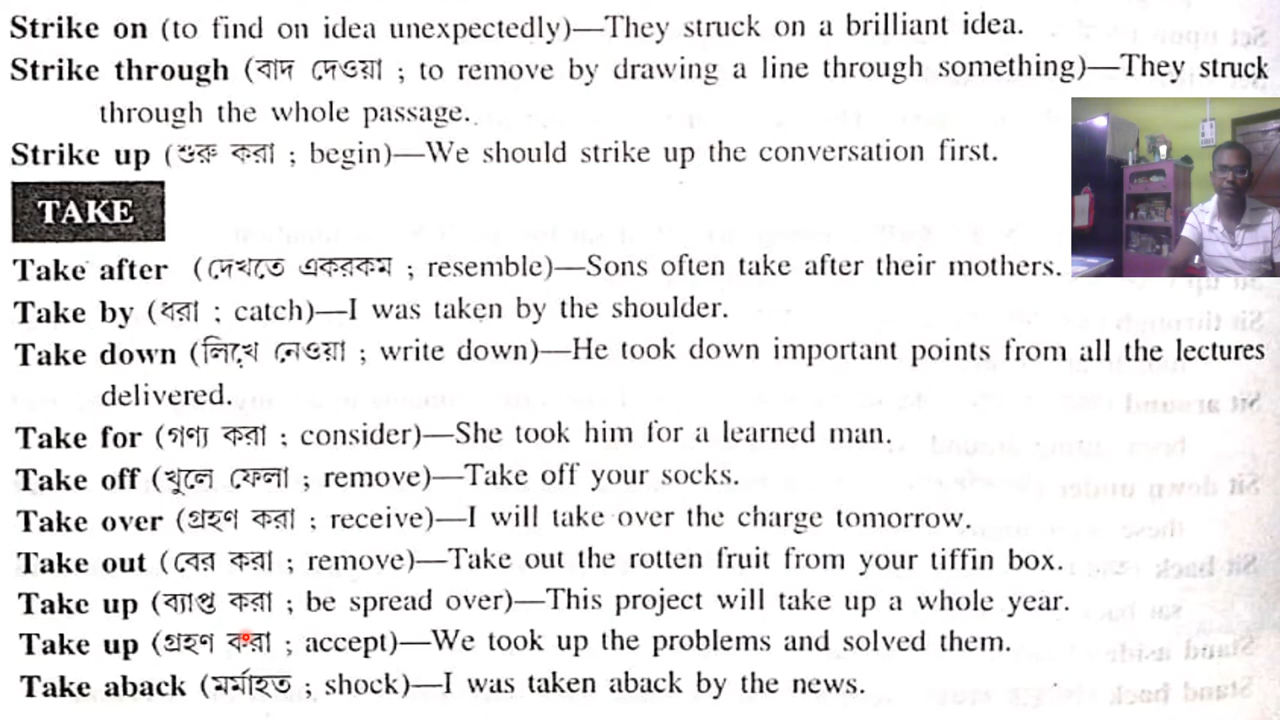 Strike on (to find on idea unexpectedly)—They struck on a brilliant idea.
Strike through (বাদ দেওয়া ; to remove by drawing a line through something)—They struck
through the whole passage.
Strike up (শুরু করা ; begin)—We should strike up the conversation first.
TAKE
Take after (দেখতে একরকম ; resemble)—Sons often take after their mothers.
Take by (ধরা ; catch)—I was taken by the shoulder.
Take down (লিখে নেওয়া ; write down)—He took down important points from all the lectures
delivered.
Take for (গণ্য করা ; consider)—She took him for a learned man.
Take off (খুলে ফেলা ; remove)—Take off your socks.
Take over (গ্রহণ করা ; receive)—I will take over the charge tomorrow.
Take out (বের করা ; remove)—Take out the rotten fruit from your tiffin box.
Take up (ব্যাপ্ত করা ; be spread over)—This project will take up a whole year.
Take up (গ্রহণ করা ; accept)—We took up the problems and solved them.
Take aback (মর্মাহত ; shock)—I was taken aback by the news.